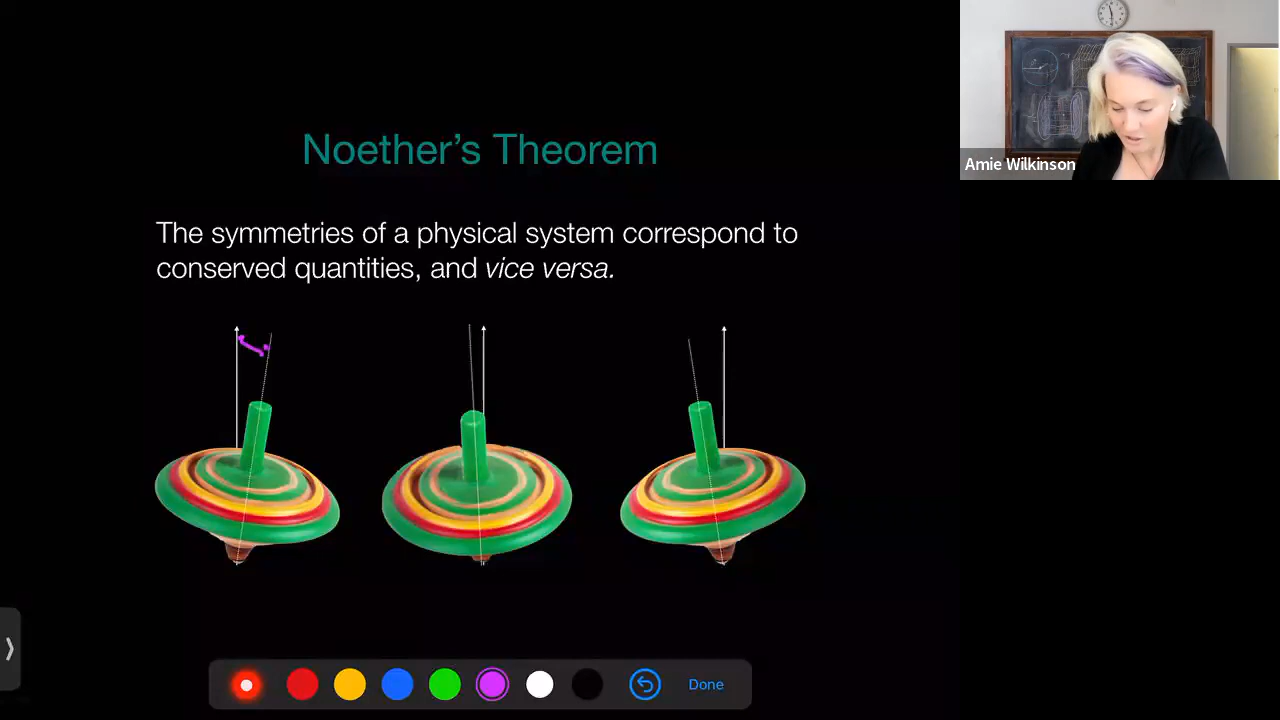 Noether's Theorem
The symmetries of a physical system correspond to
conserved quantities, and vice versa.
Amie Wilkinson
Done